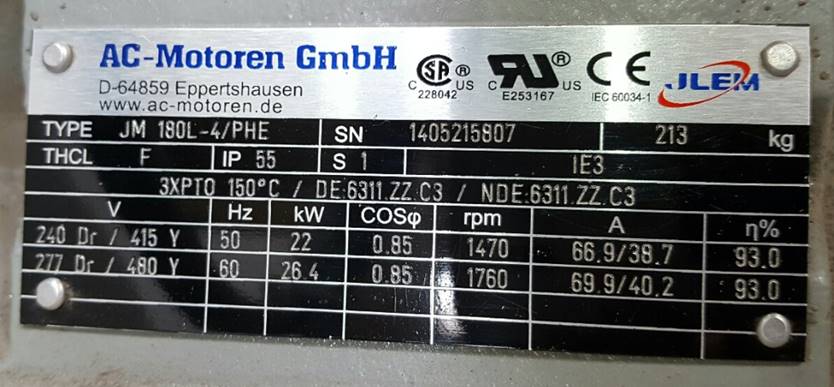 AC-Motoren GmbH
D-64859 Eppertshausen
www.ac-motoren.de
CSA ® C US 228042
C UR ® US E253167
CE IEC 60034-1
JLEM
TYPE JM 180L-4/PHE SN 1405215807 213 kg
THCL F IP 55 S 1 IE3
3XPTO 150°C / DE:6311.ZZ.C3 / NDE:6311.ZZ.C3
V Hz kW COSφ rpm A η%
240 Dr / 415 Y 50 22 0.85 1470 66.9/38.7 93.0
277 Dr / 480 Y 60 26.4 0.85 1760 69.9/40.2 93.0